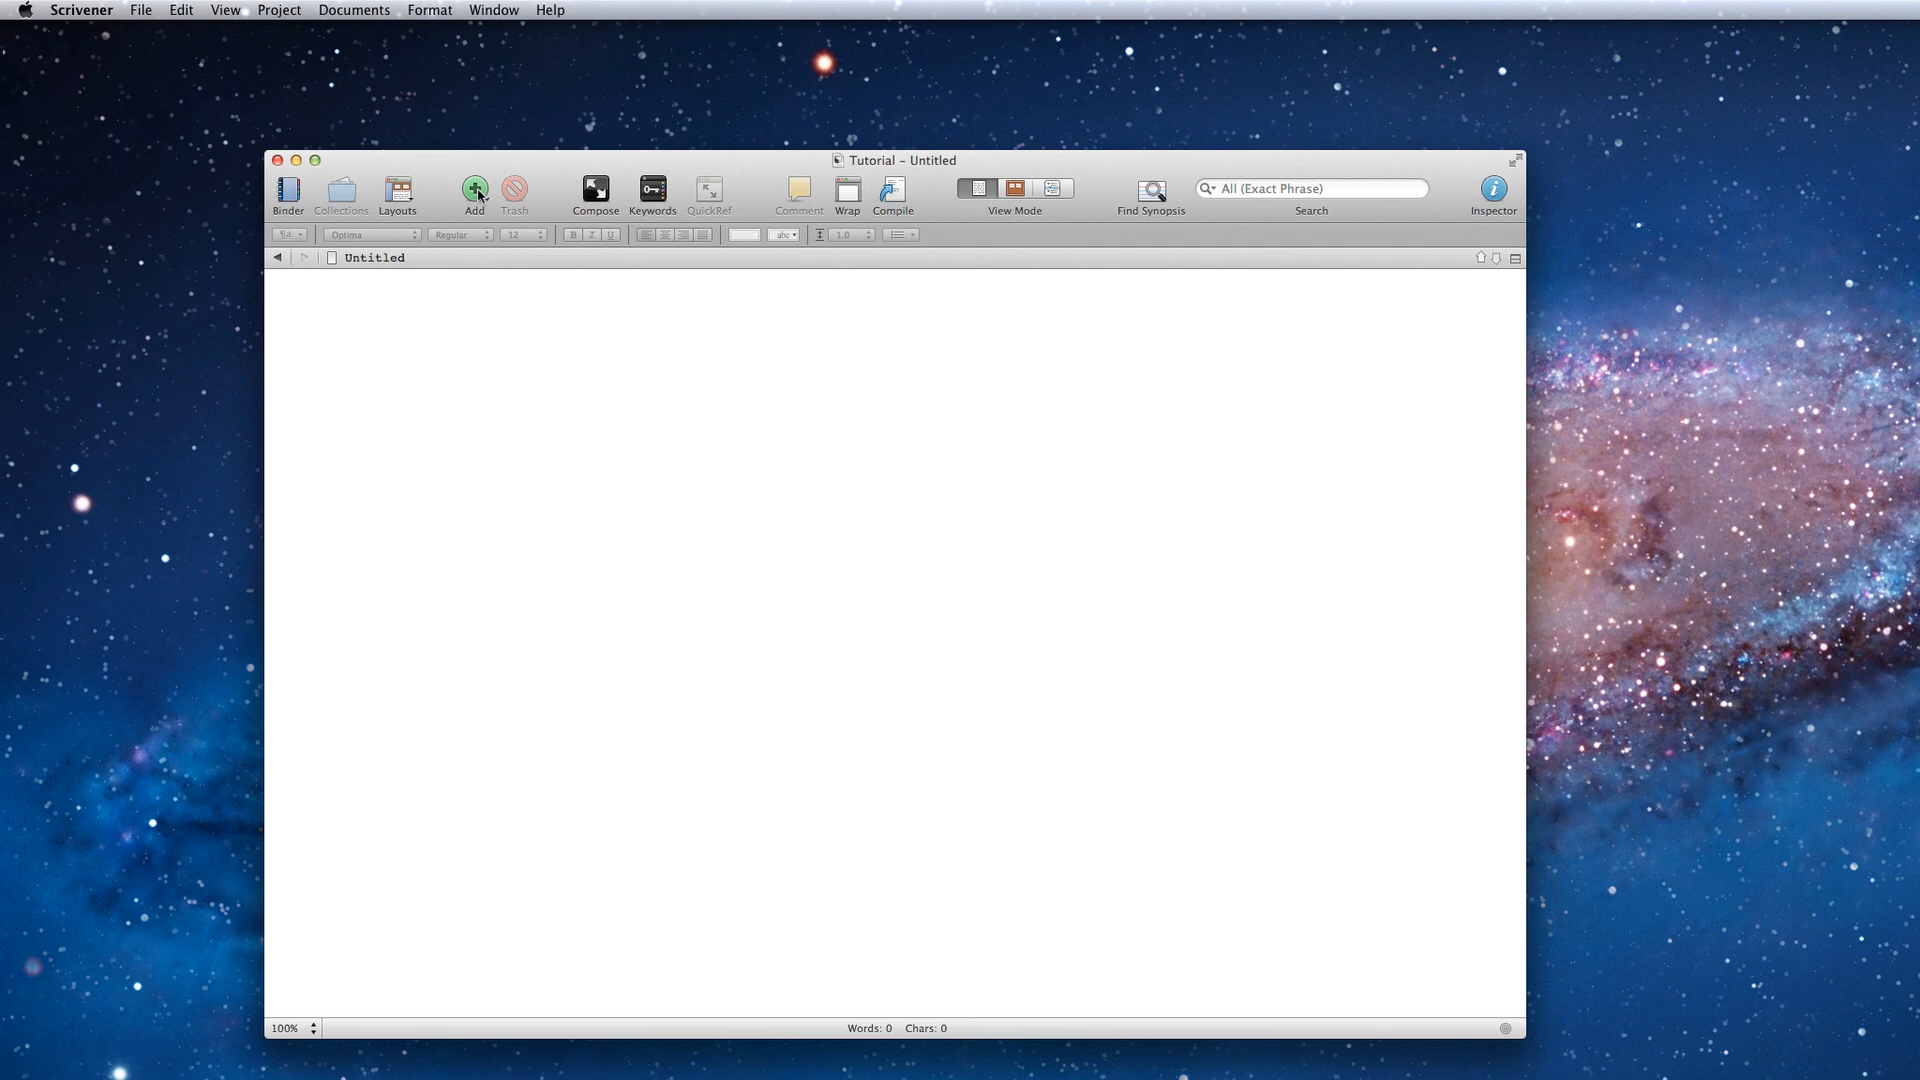 Scrivener File Edit View Project Documents Format Window Help
Tutorial – Untitled
Binder Collections Layouts Add Trash Compose Keywords QuickRef Comment Wrap Compile View Mode Find Synopsis All (Exact Phrase) Search Inspector
¶a Optima Regular 12 B I U abc 1.0
Untitled
100% Words: 0 Chars: 0